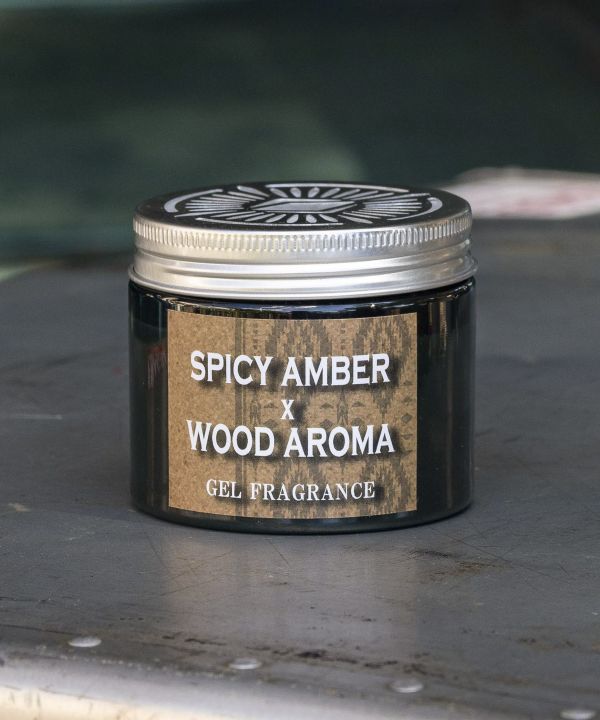 SPICY AMBER
x
WOOD AROMA
GEL FRAGRANCE